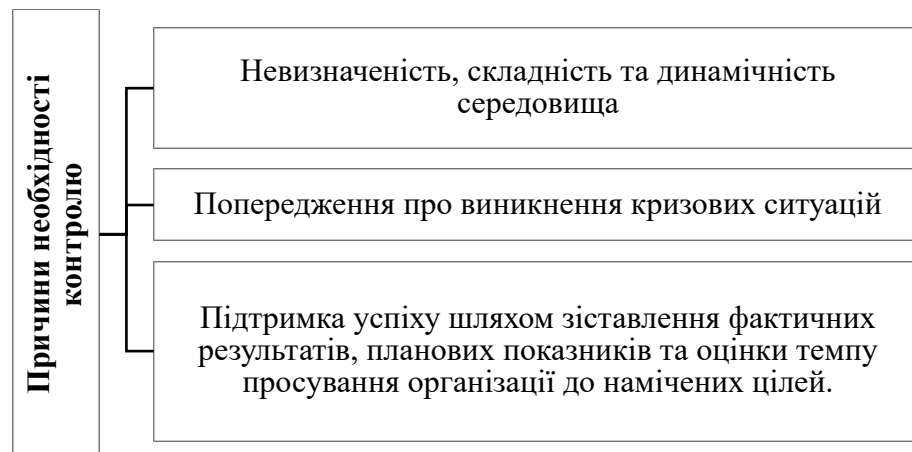 Причини необхідності
контролю
Невизначеність, складність та динамічність
середовища
Попередження про виникнення кризових ситуацій
Підтримка успіху шляхом зіставлення фактичних
результатів, планових показників та оцінки темпу
просування організації до намічених цілей.